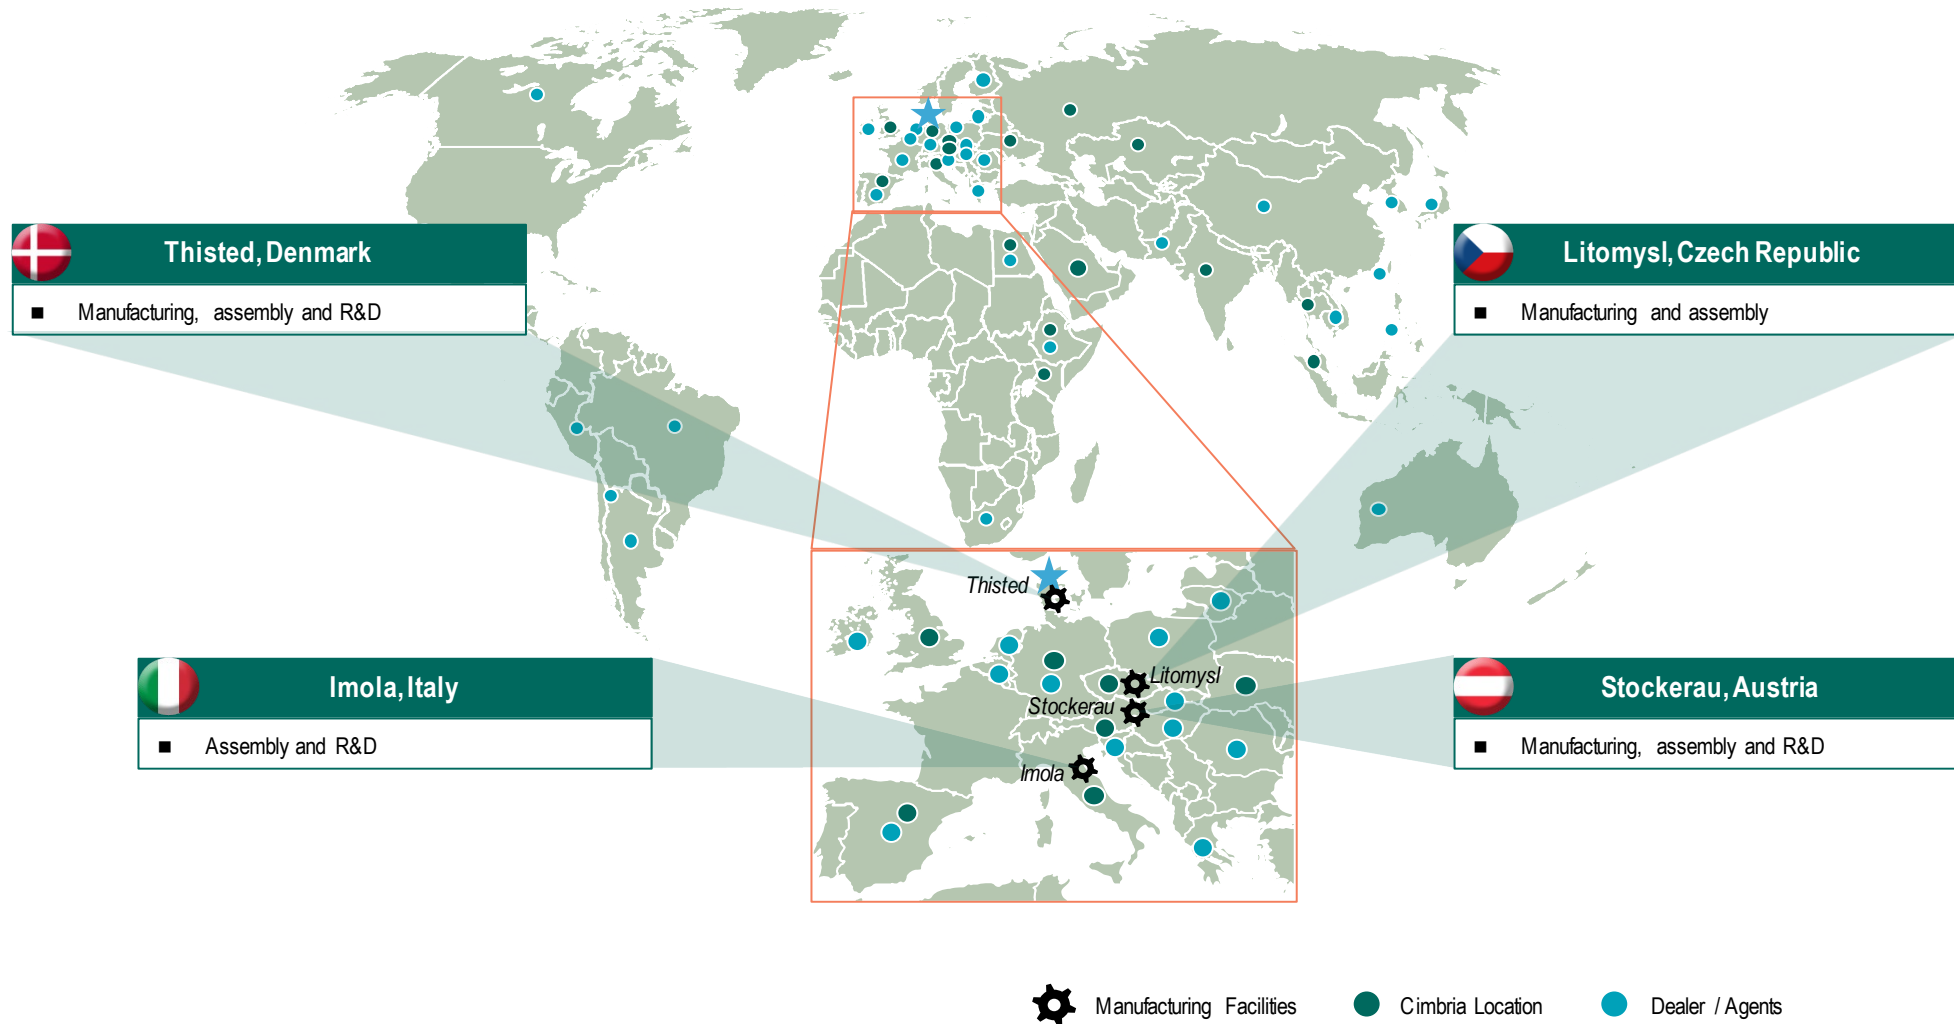 Thisted, Denmark
■ Manufacturing, assembly and R&D
Litomysl, Czech Republic
■ Manufacturing and assembly
Thisted
Litomysl
Stockerau
Imola
Imola, Italy
■ Assembly and R&D
Stockerau, Austria
■ Manufacturing, assembly and R&D
Manufacturing Facilities
Cimbria Location
Dealer / Agents